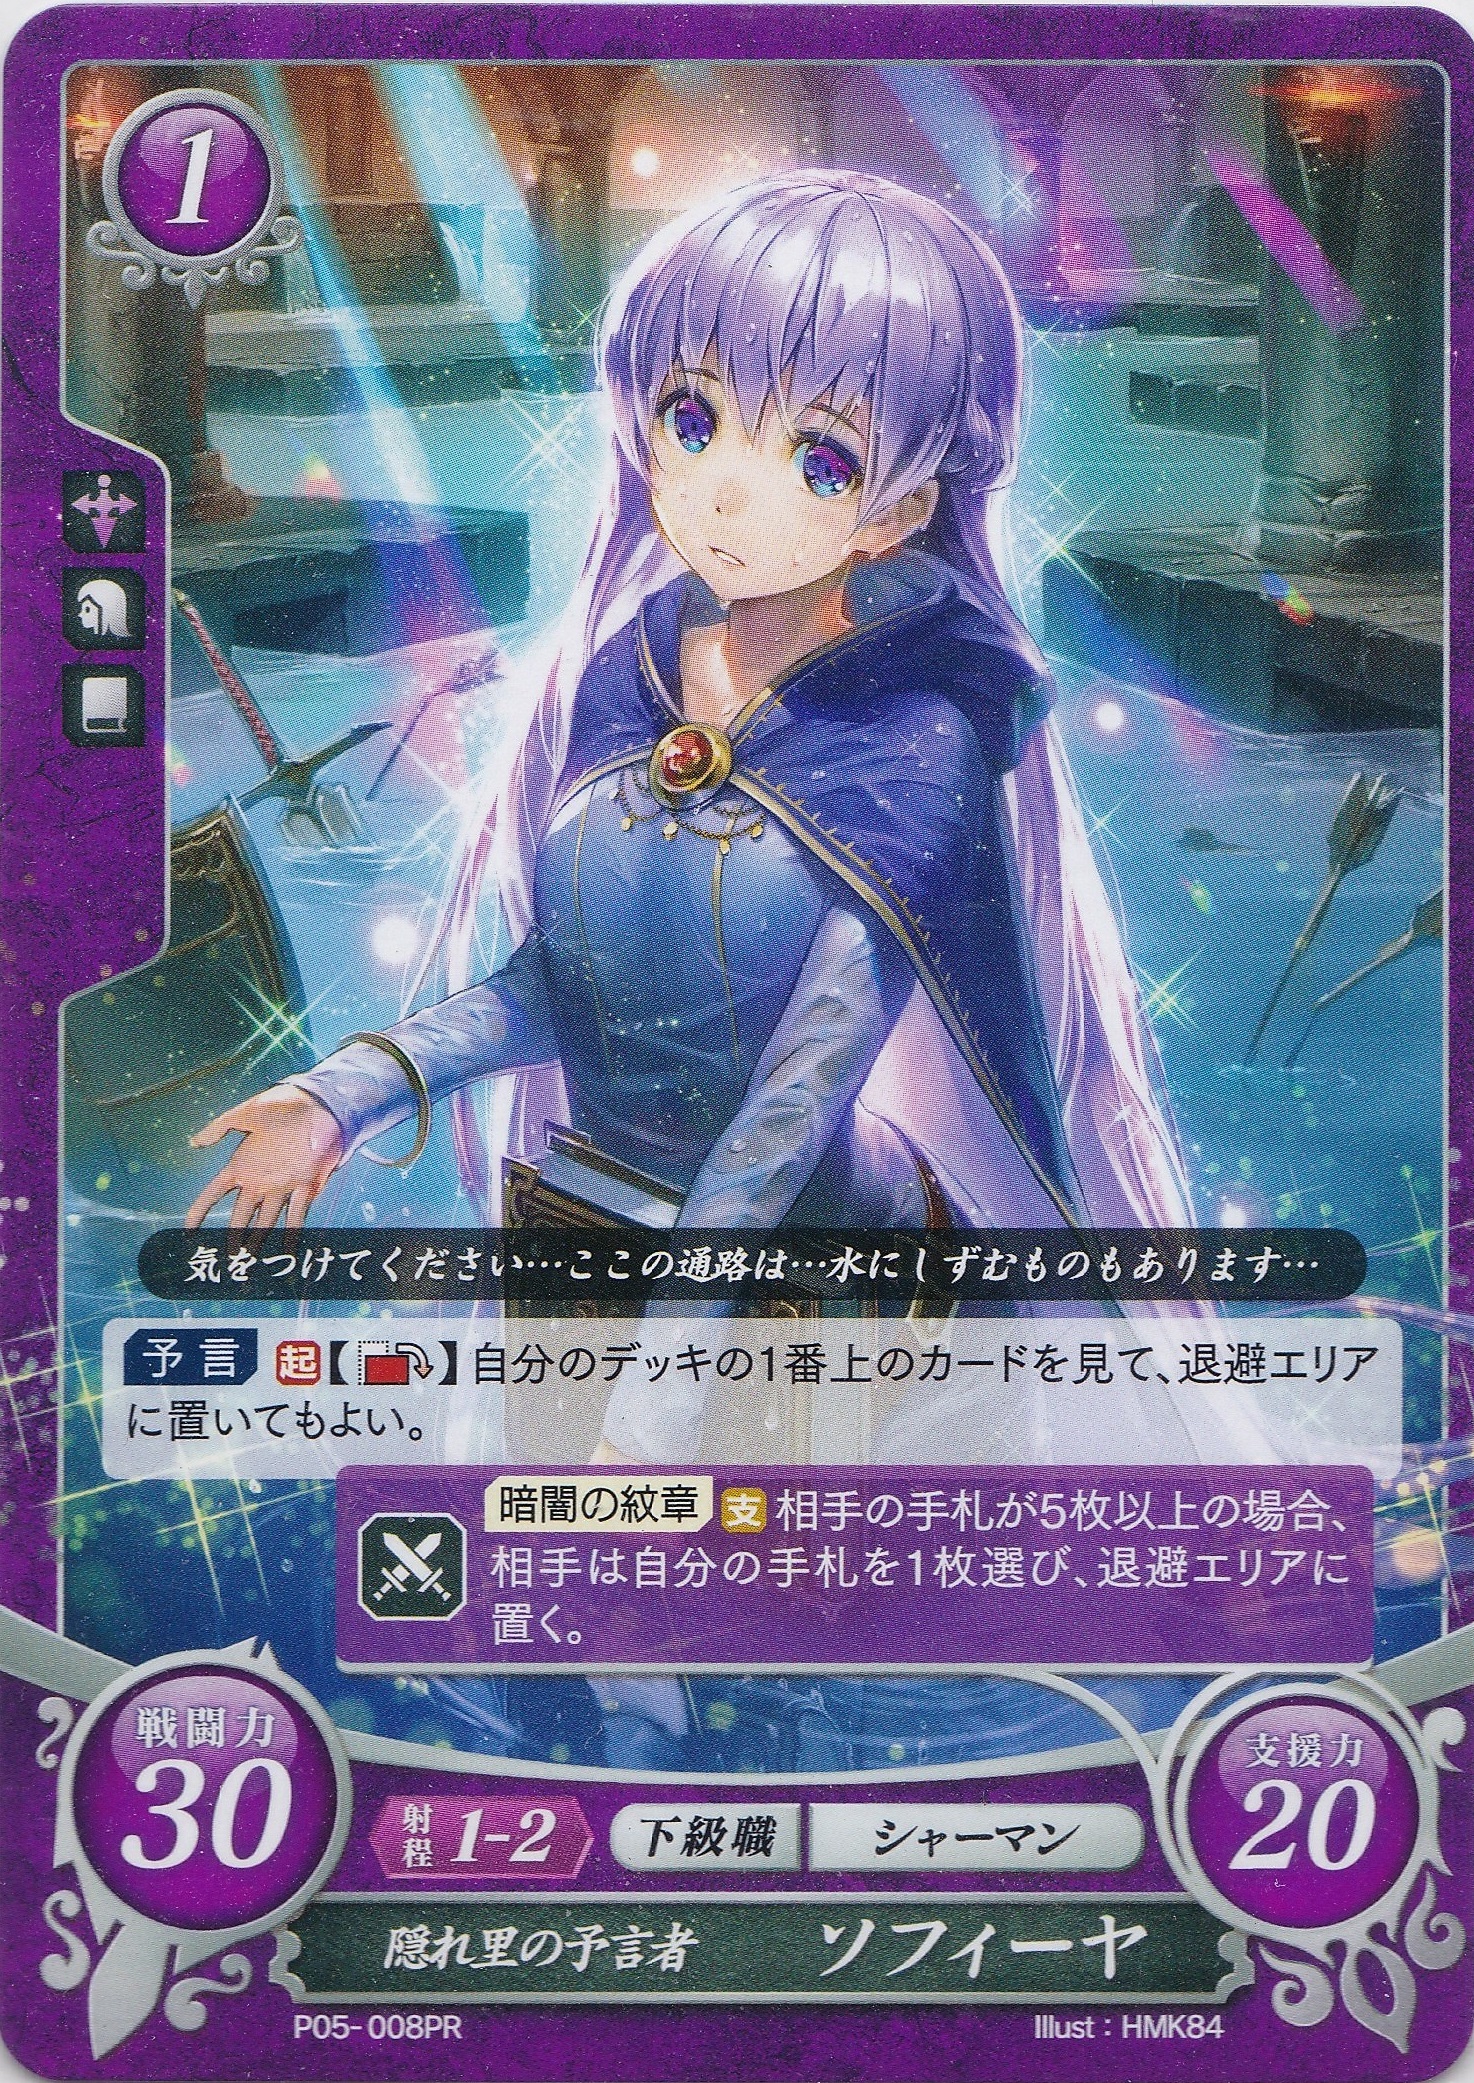 1
気をつけてください…ここの通路は…水にしずむものもあります…
予言 起【】自分のデッキの1番上のカードを見て、退避エリア
に置いてもよい。
暗闇の紋章 支 相手の手札が5枚以上の場合、
相手は自分の手札を1枚選び、退避エリアに
置く。
戦闘力
30
射程 1-2
下級職 シャーマン
支援力
20
隠れ里の予言者 ソフィーヤ
P05-008PR
Illust：HMK84